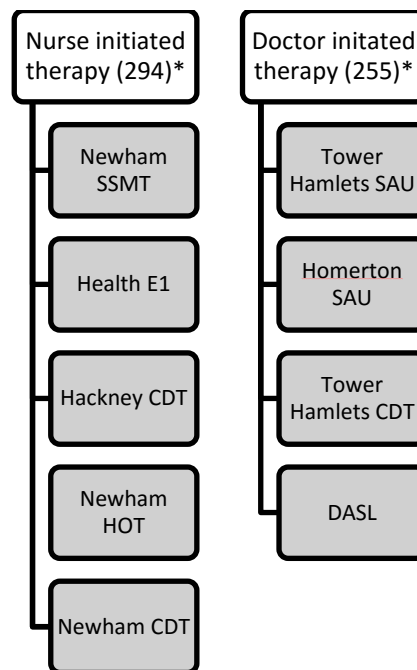 Nurse initiated
therapy (294)*
Newham
SSMT
Health E1
Hackney CDT
Newham
HOT
Newham CDT
Doctor initated
therapy (255)*
Tower
Hamlets SAU
Homerton
SAU
Tower
Hamlets CDT
DASL